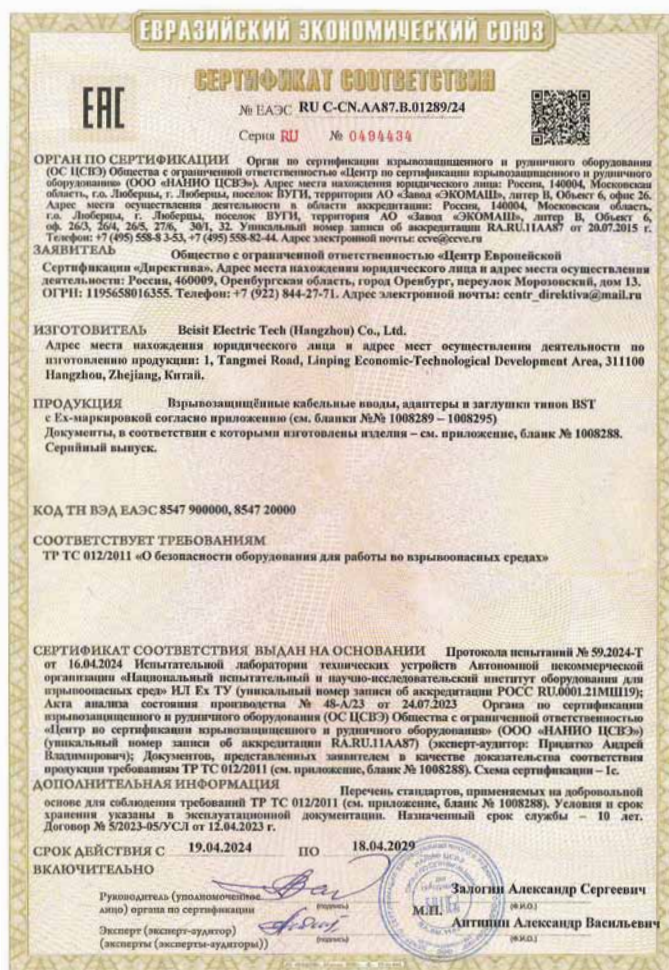 ЕВРАЗИЙСКИЙ ЭКОНОМИЧЕСКИЙ СОЮЗ
СЕРТИФИКАТ СООТВЕТСТВИЯ
EAC
№ ЕАЭС RU C-CN.АА87.В.01289/24
Серия RU № 0494434
ОРГАН ПО СЕРТИФИКАЦИИ Орган по сертификации взрывозащищенного и рудничного оборудования
(ОС ЦСВЭ) Общества с ограниченной ответственностью «Центр по сертификации взрывозащищенного и рудничного
оборудования» (ООО «НАНИО ЦСВЭ»). Адрес места нахождения юридического лица: Россия, 140004, Московская
область, г.о. Люберцы, г. Люберцы, поселок ВУГИ, территория АО «Завод «ЭКОМАШ», литер В, Объект 6, офис 26.
Адрес места осуществления деятельности в области аккредитации: Россия, 140004, Московская область,
г.о. Люберцы, г. Люберцы, поселок ВУГИ, территория АО «Завод «ЭКОМАШ», литер В, Объект 6,
оф. 26/3, 26/4, 26/5, 27/6, 30/1, 32. Уникальный номер записи об аккредитации RA.RU.11АА87 от 20.07.2015 г.
Телефон: +7 (495) 558-8 3-53, +7 (495) 558-82-44. Адрес электронной почты: ccve@ccve.ru
ЗАЯВИТЕЛЬ Общество с ограниченной ответственностью «Центр Европейской
Сертификации «Директива». Адрес места нахождения юридического лица и адрес места осуществления
деятельности: Россия, 460009, Оренбургская область, город Оренбург, переулок Морозовский, дом 13.
ОГРН: 1195658016355. Телефон: +7 (922) 844-27-71. Адрес электронной почты: centr_direktiva@mail.ru
ИЗГОТОВИТЕЛЬ Beisit Electric Tech (Hangzhou) Co., Ltd.
Адрес места нахождения юридического лица и адрес мест осуществления деятельности по
изготовлению продукции: 1, Tangmei Road, Linping Economic-Technological Development Area, 311100
Hangzhou, Zhejiang, Китай.
ПРОДУКЦИЯ Взрывозащищённые кабельные вводы, адаптеры и заглушки типов BST
с Ex-маркировкой согласно приложению (см. бланки №№ 1008289 – 1008295)
Документы, в соответствии с которыми изготовлены изделия – см. приложение, бланк № 1008288.
Серийный выпуск.
КОД ТН ВЭД ЕАЭС 8547 900000, 8547 20000
СООТВЕТСТВУЕТ ТРЕБОВАНИЯМ
ТР ТС 012/2011 «О безопасности оборудования для работы во взрывоопасных средах»
СЕРТИФИКАТ СООТВЕТСТВИЯ ВЫДАН НА ОСНОВАНИИ Протокола испытаний № 59.2024-Т
от 16.04.2024 Испытательной лаборатории технических устройств Автономной некоммерческой
организации «Национальный испытательный и научно-исследовательский институт оборудования для
взрывоопасных сред» ИЛ Ex ТУ (уникальный номер записи об аккредитации РОСС RU.0001.21МШ19);
Акта анализа состояния производства № 48-А/23 от 24.07.2023 Органа по сертификации
взрывозащищенного и рудничного оборудования (ОС ЦСВЭ) Общества с ограниченной ответственностью
«Центр по сертификации взрывозащищенного и рудничного оборудования» (ООО «НАНИО ЦСВЭ»)
(уникальный номер записи об аккредитации RA.RU.11АА87) (эксперт-аудитор: Придатко Андрей
Владимирович); Документов, представленных заявителем в качестве доказательства соответствия
продукции требованиям ТР ТС 012/2011 (см. приложение, бланк № 1008288). Схема сертификации – 1с.
ДОПОЛНИТЕЛЬНАЯ ИНФОРМАЦИЯ Перечень стандартов, применяемых на добровольной
основе для соблюдения требований ТР ТС 012/2011 (см. приложение, бланк № 1008288). Условия и срок
хранения указаны в эксплуатационной документации. Назначенный срок службы – 10 лет.
Договор № 5/2023-05/УСЛ от 12.04.2023 г.
СРОК ДЕЙСТВИЯ С 19.04.2024 ПО 18.04.2029
ВКЛЮЧИТЕЛЬНО
Руководитель (уполномоченное
лицо) органа по сертификации (подпись) М.П. Залогин Александр Сергеевич (Ф.И.О.)
Эксперт (эксперт-аудитор)
(эксперты (эксперты-аудиторы)) (подпись) Антипин Александр Васильевич (Ф.И.О.)